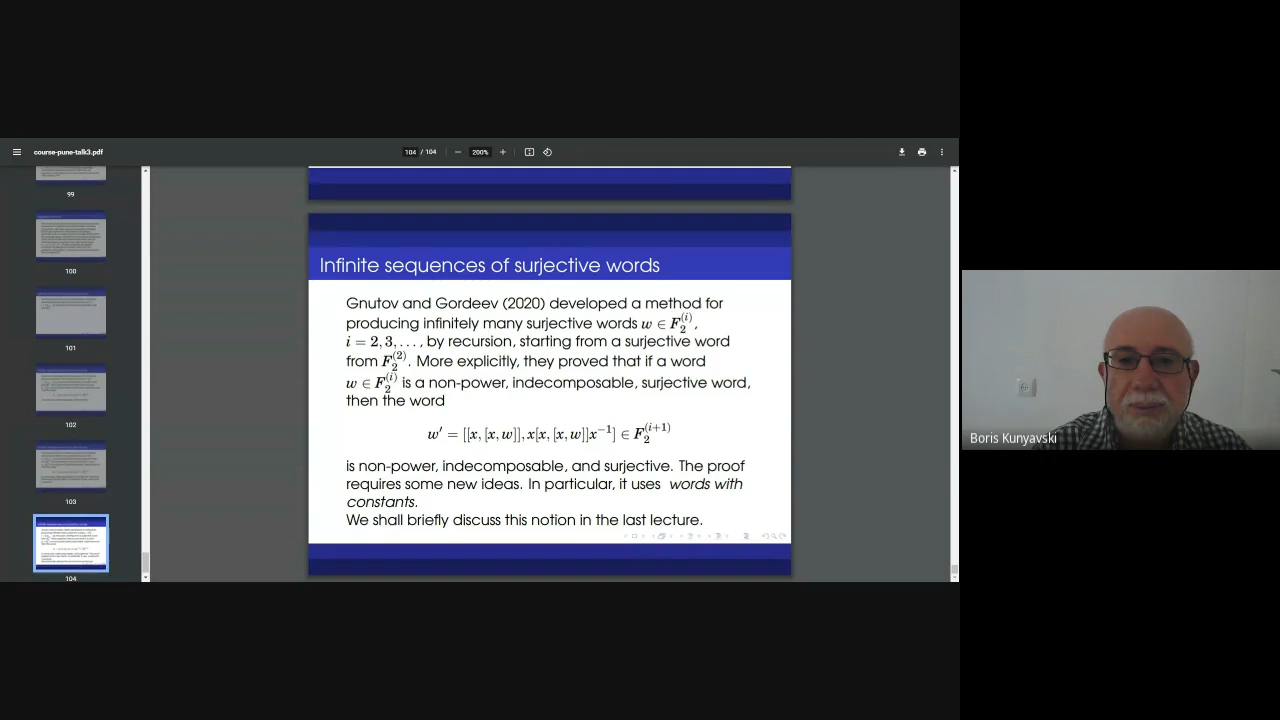 course-pune-talk3.pdf
104 / 104
200%
99
100
101
102
103
104
Infinite sequences of surjective words
Gnutov and Gordeev (2020) developed a method for
producing infinitely many surjective words w ∈ F₂⁽ⁱ⁾,
i = 2, 3, . . . , by recursion, starting from a surjective word
from F₂⁽²⁾. More explicitly, they proved that if a word
w ∈ F₂⁽ⁱ⁾ is a non-power, indecomposable, surjective word,
then the word
w′ = [[x, [x, w]], x[x, [x, w]]x⁻¹] ∈ F₂⁽ⁱ⁺¹⁾
is non-power, indecomposable, and surjective. The proof
requires some new ideas. In particular, it uses words with
constants.
We shall briefly discuss this notion in the last lecture.
Boris Kunyavski